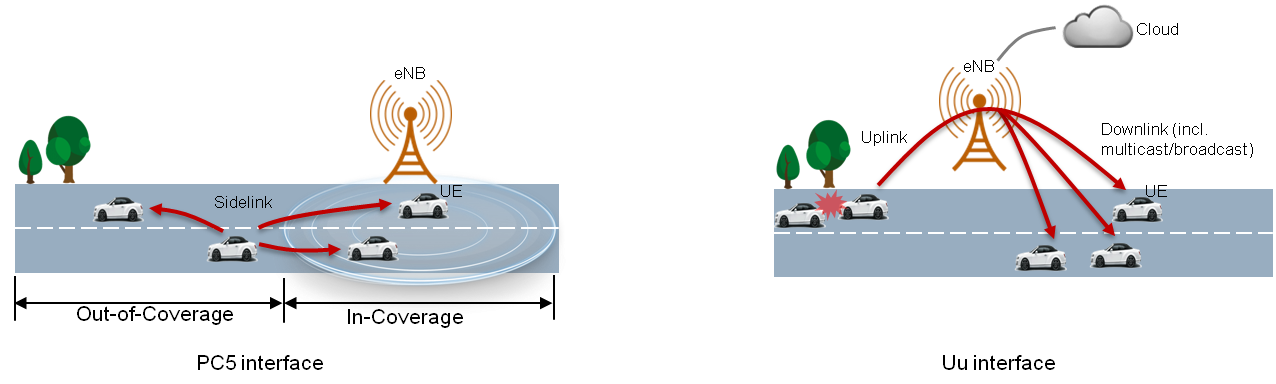 eNB
UE
Sidelink
Out-of-Coverage
In-Coverage
PC5 interface
Cloud
eNB
Uplink
Downlink (incl.
multicast/broadcast)
UE
Uu interface